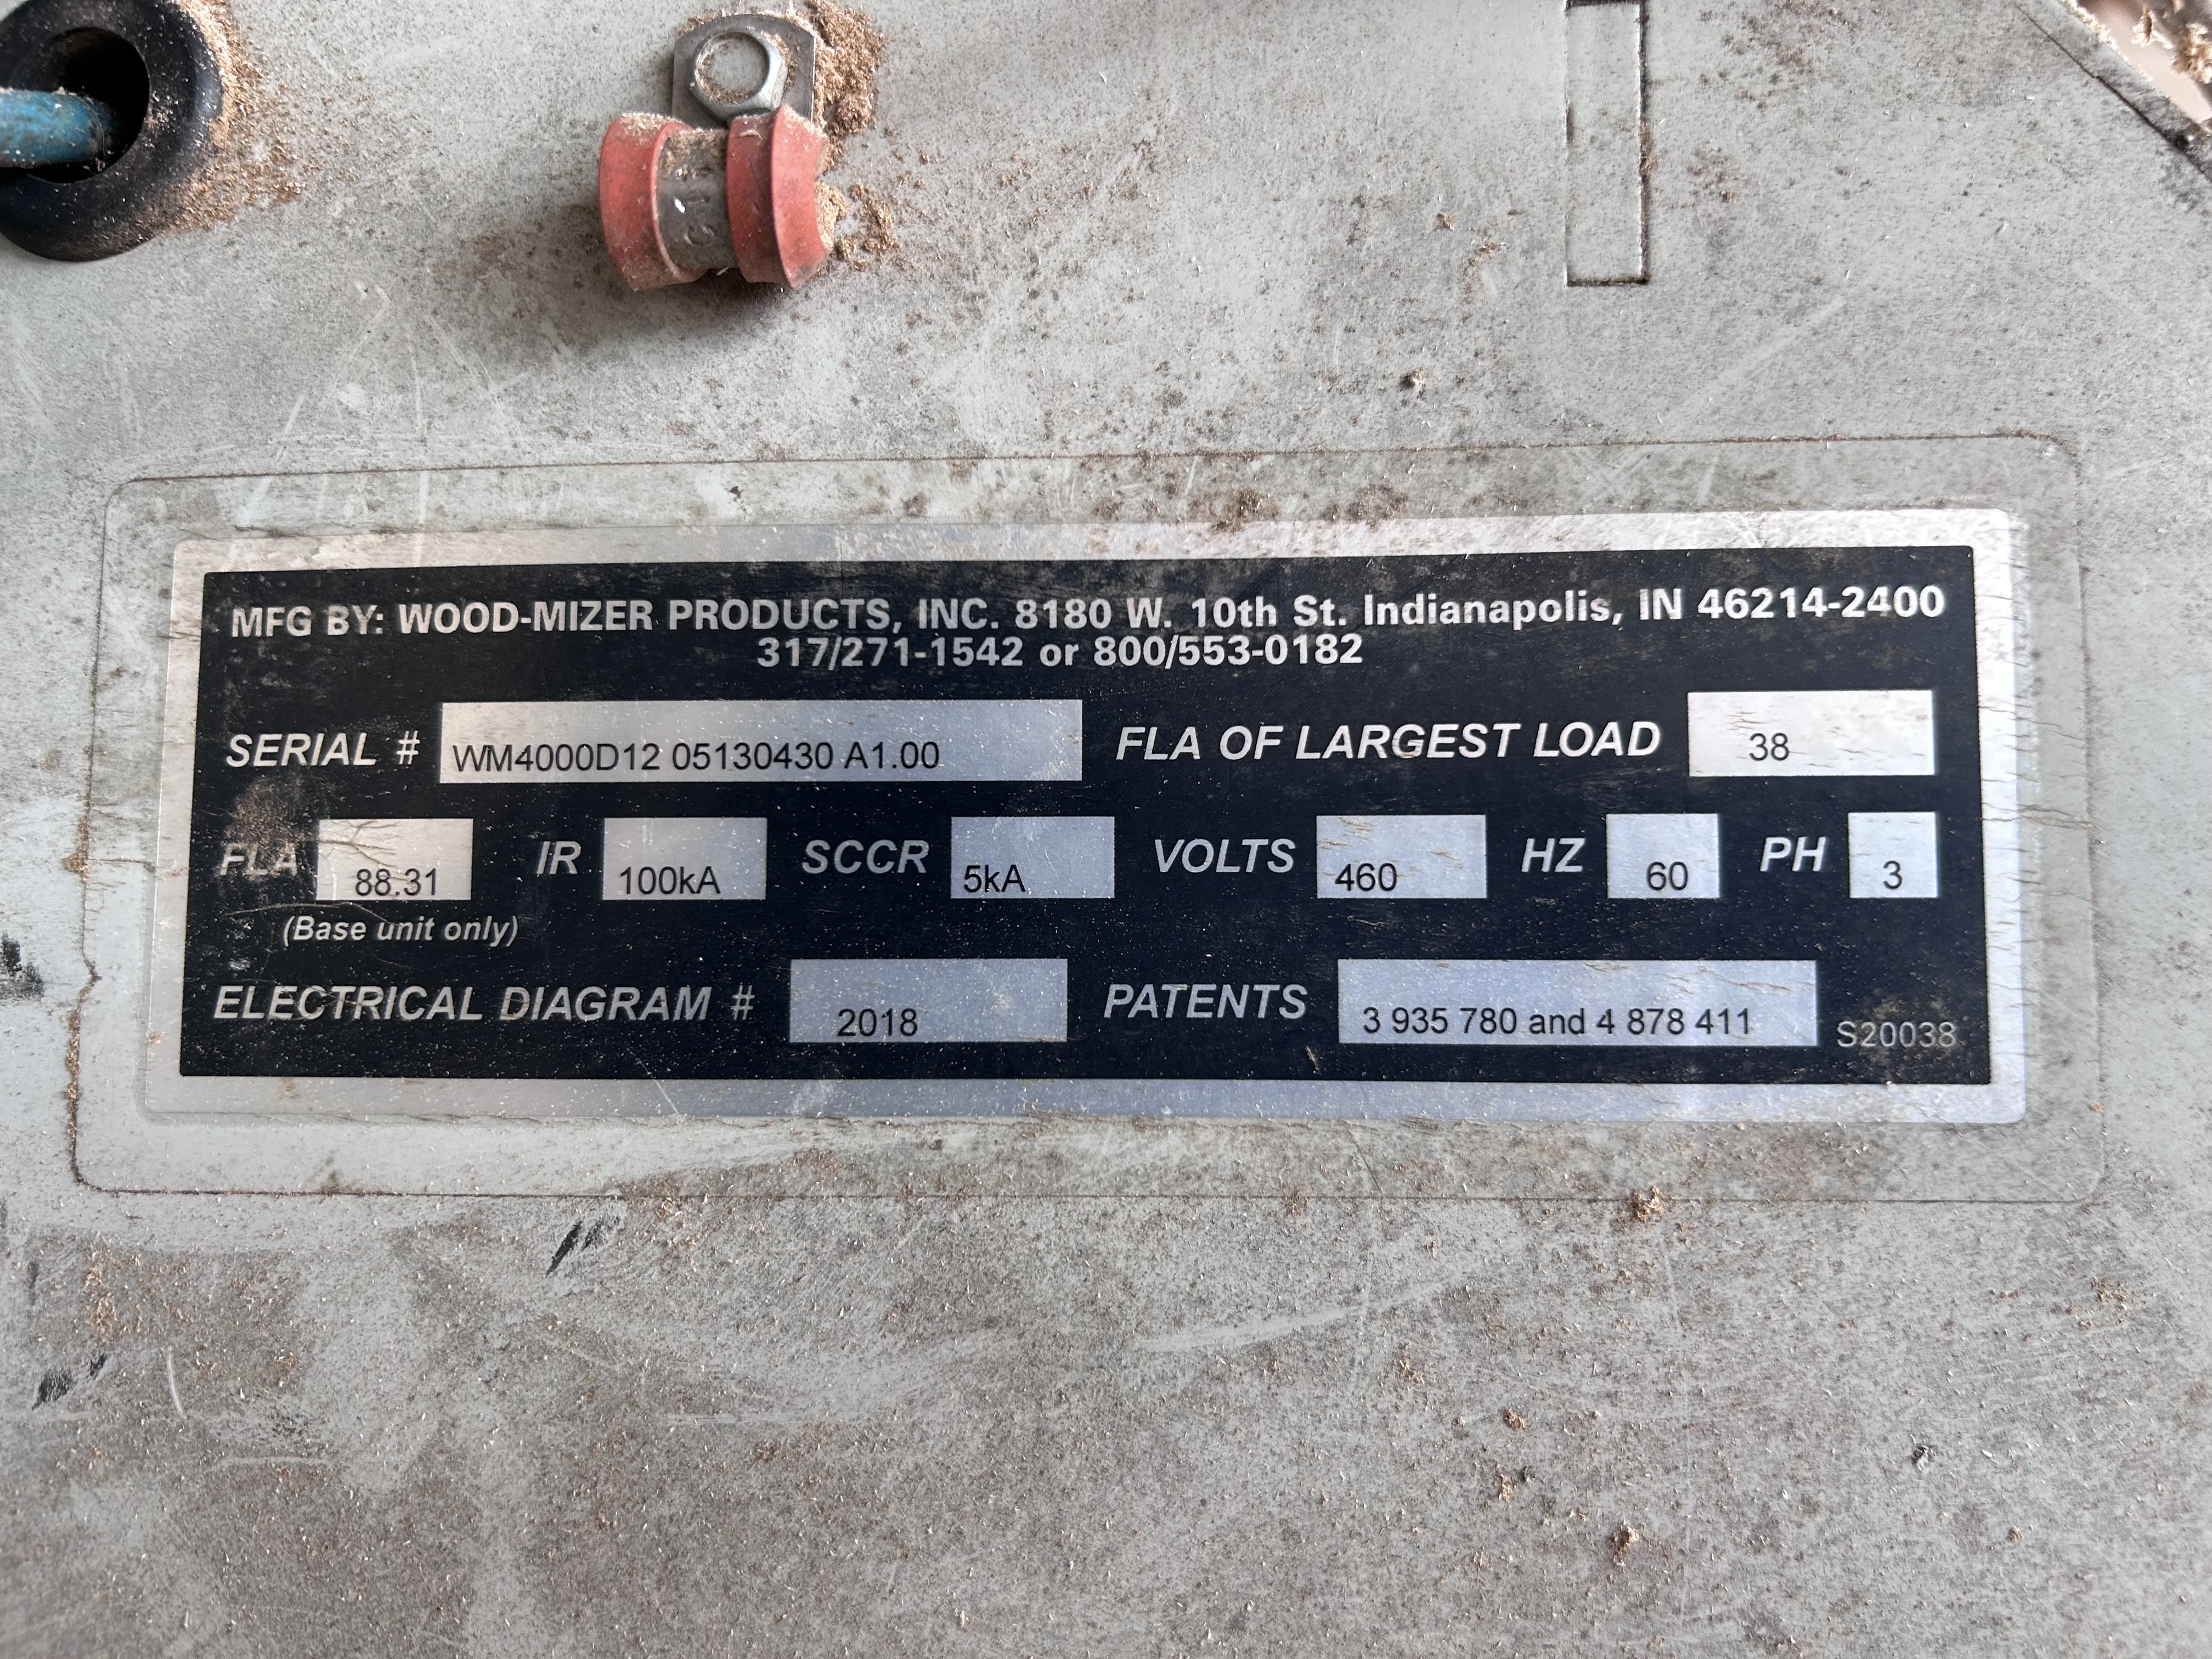 MFG BY: WOOD-MIZER PRODUCTS, INC. 8180 W. 10th St. Indianapolis, IN 46214-2400
317/271-1542 or 800/553-0182
SERIAL # WM4000D12 05130430 A1.00 FLA OF LARGEST LOAD 38
FLA 88.31 IR 100kA SCCR 5kA VOLTS 460 HZ 60 PH 3
(Base unit only)
ELECTRICAL DIAGRAM # 2018 PATENTS 3 935 780 and 4 878 411 S20038